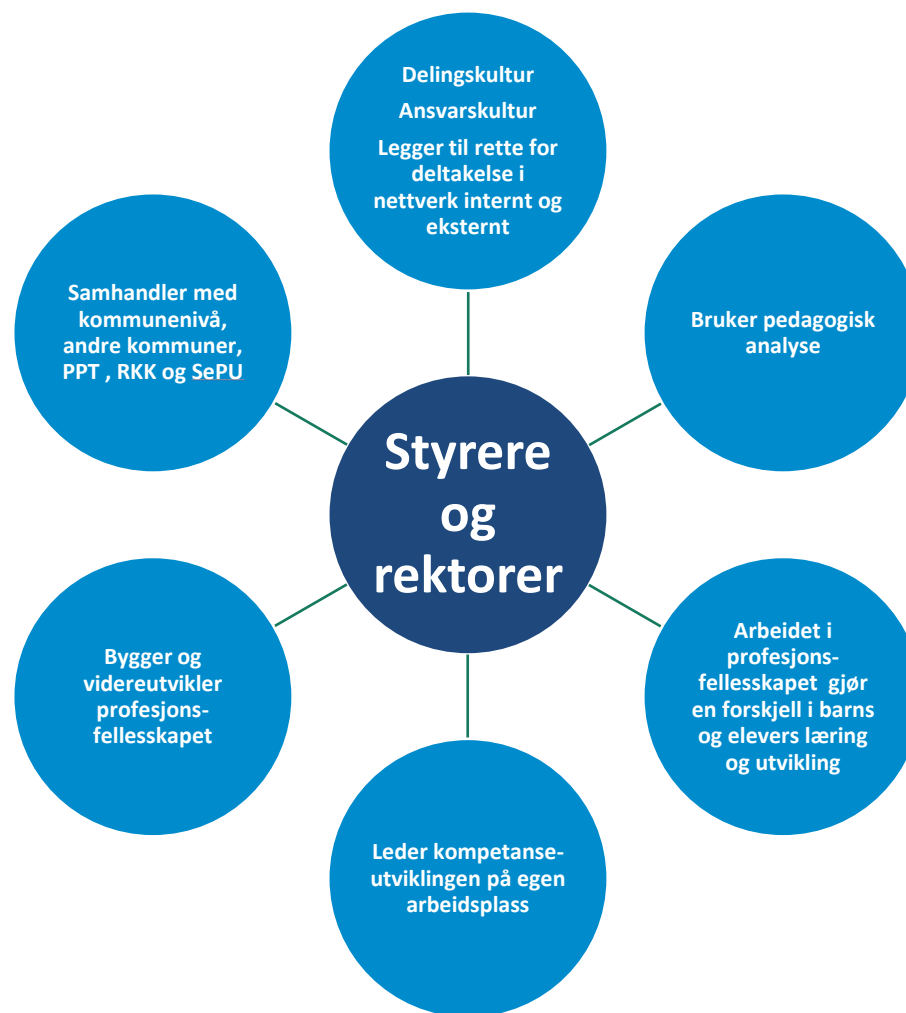 Delingskultur
Ansvarskultur
Legger til rette for
deltakelse i
nettverk internt og
eksternt
Bruker pedagogisk
analyse
Arbeidet i
profesjons-
fellesskapet gjør
en forskjell i barns
og elevers læring
og utvikling
Leder kompetanse-
utviklingen på egen
arbeidsplass
Bygger og
videreutvikler
profesjons-
fellesskapet
Samhandler med
kommunenivå,
andre kommuner,
PPT , RKK og SePU
Styrere
og
rektorer